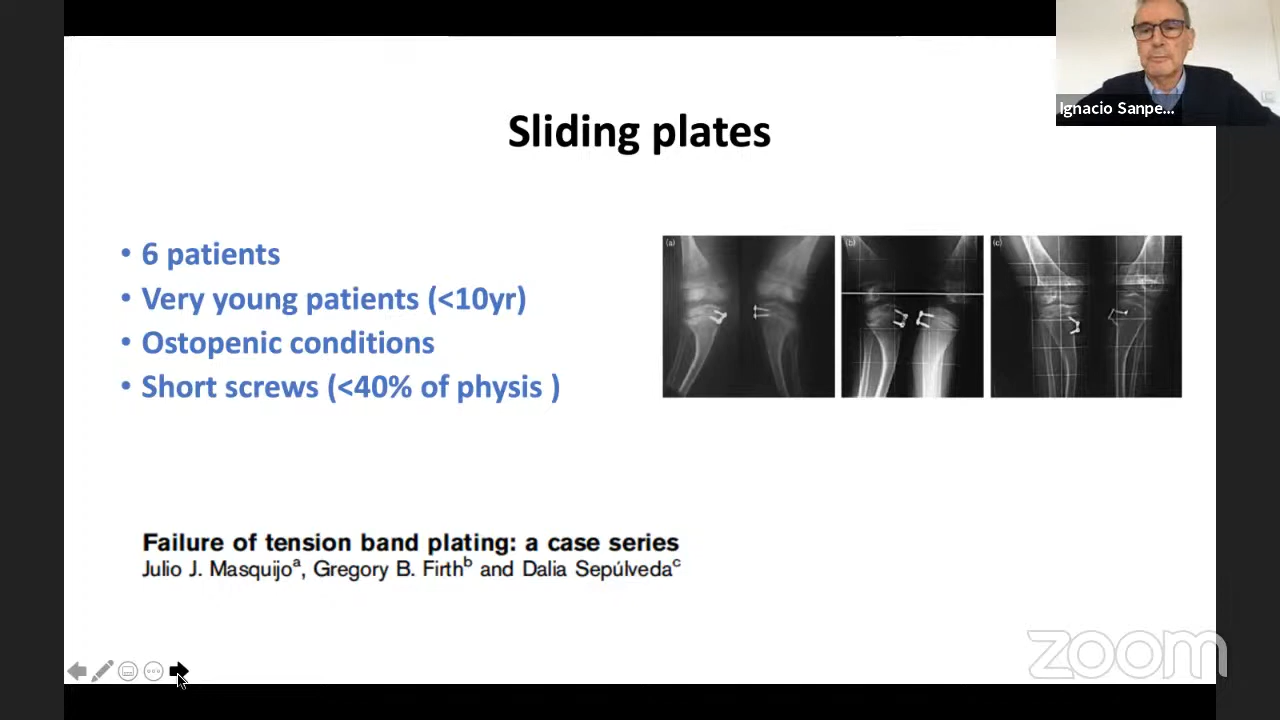 Sliding plates
Ignacio Sanpe...
• 6 patients
• Very young patients (<10yr)
• Ostopenic conditions
• Short screws (<40% of physis )
(a)
(b)
(c)
Failure of tension band plating: a case series
Julio J. Masquijoa, Gregory B. Firthb and Dalia Sepúlvedac
zoom